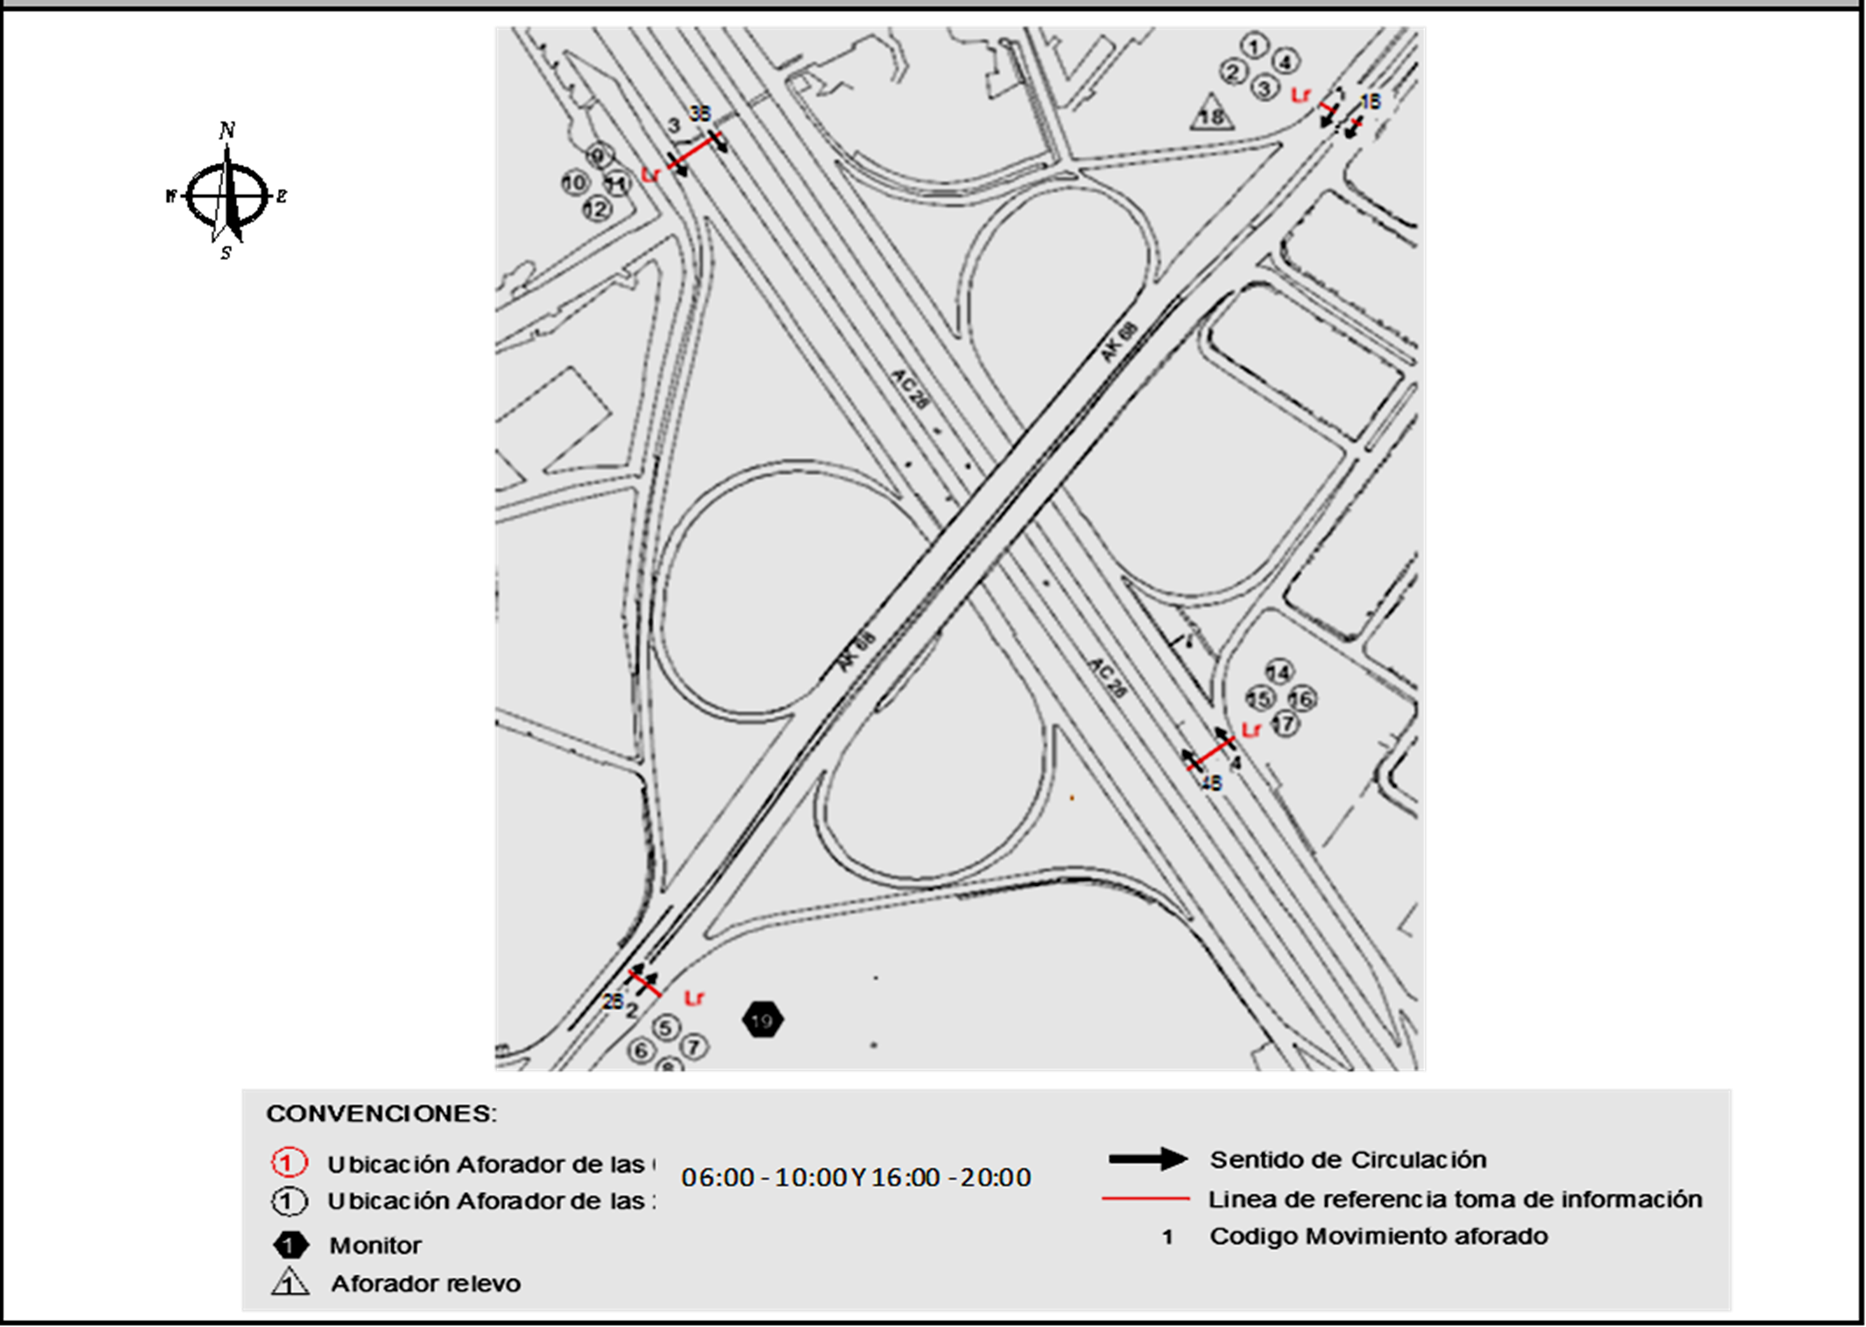 1
4
2
3
Lr
1B
18
3B
3
Lr
9
10
11
12
N
W
E
S
AK 68
AC 26
AK 68
AC 26
14
15
16
17
Lr
4
4B
2B
2
Lr
5
6
7
8
19
CONVENCIONES:
1 Ubicación Aforador de las
1 Ubicación Aforador de las
06:00 - 10:00 Y 16:00 - 20:00
1 Monitor
1 Aforador relevo
Sentido de Circulación
Linea de referencia toma de información
1 Codigo Movimiento aforado